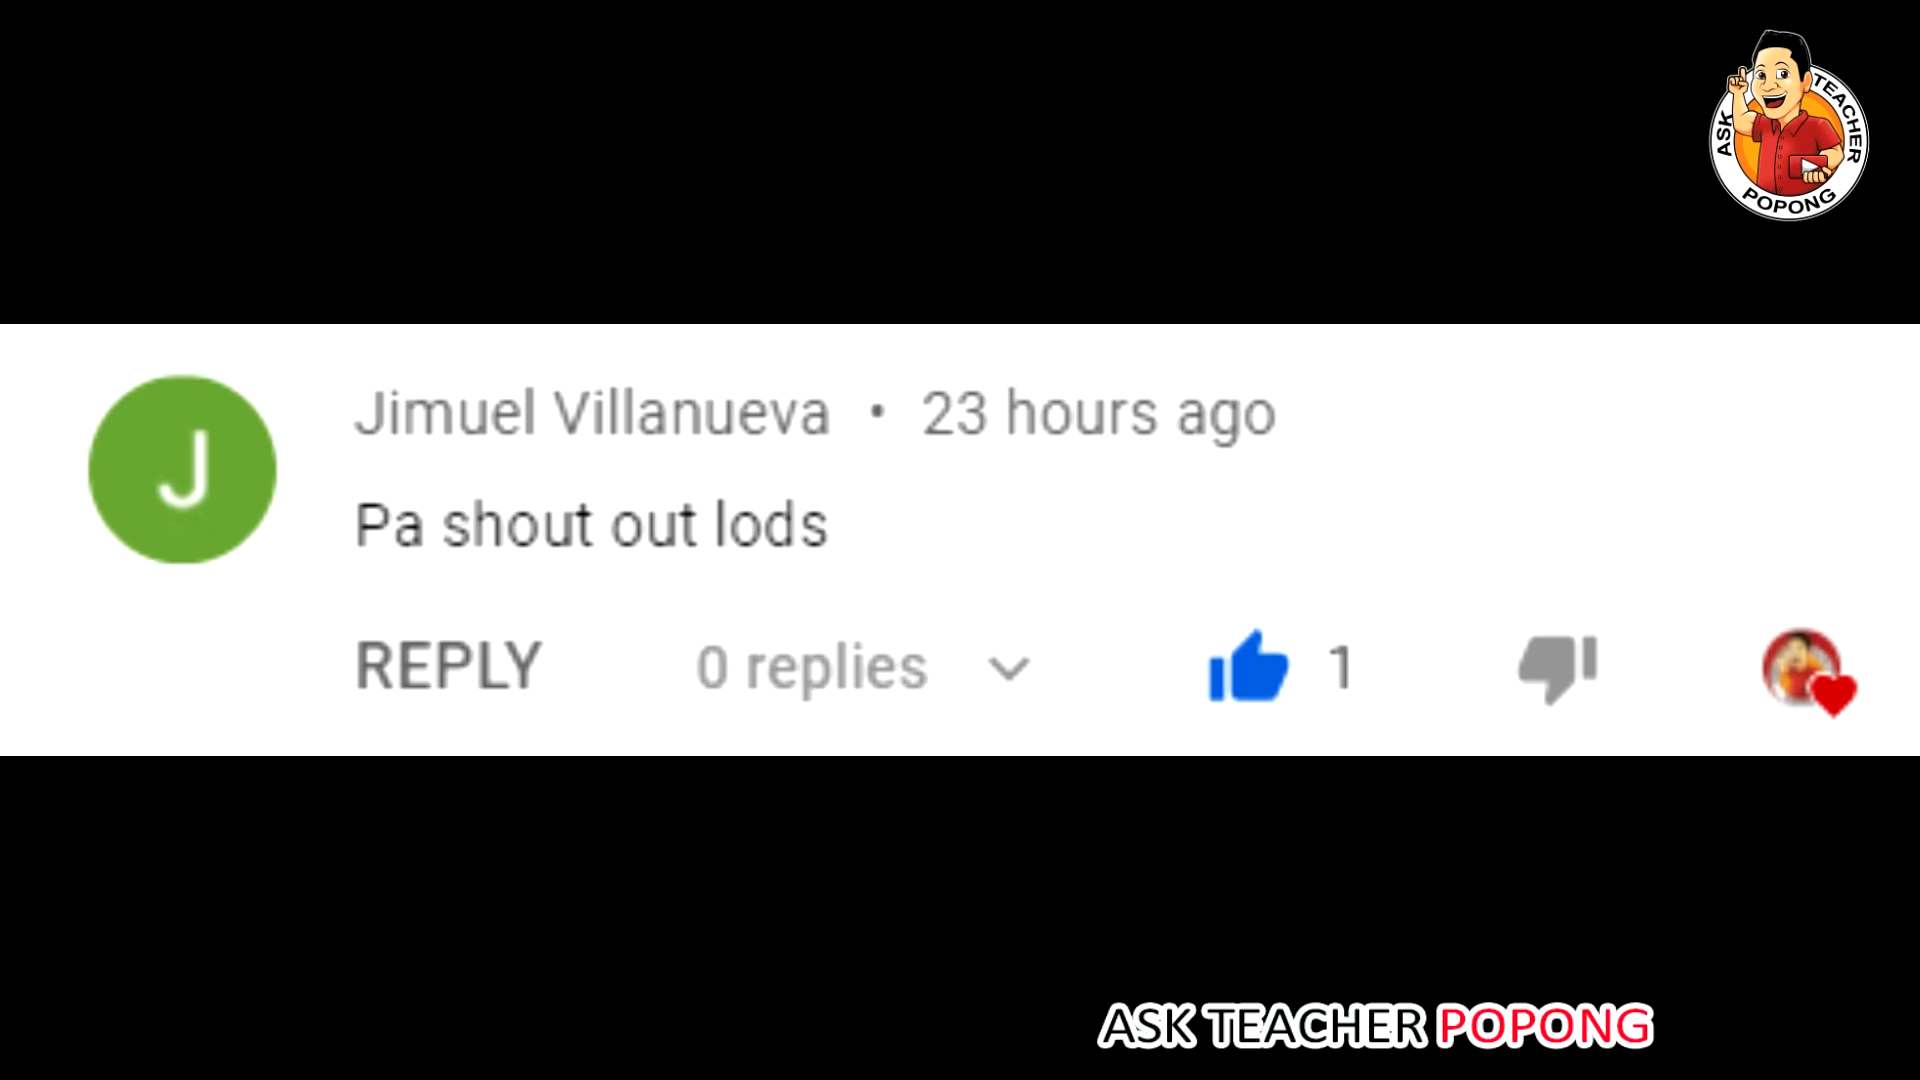 ASK TEACHER
POPONG
J
Jimuel Villanueva • 23 hours ago
Pa shout out lods
REPLY 0 replies 1
ASK TEACHER POPONG